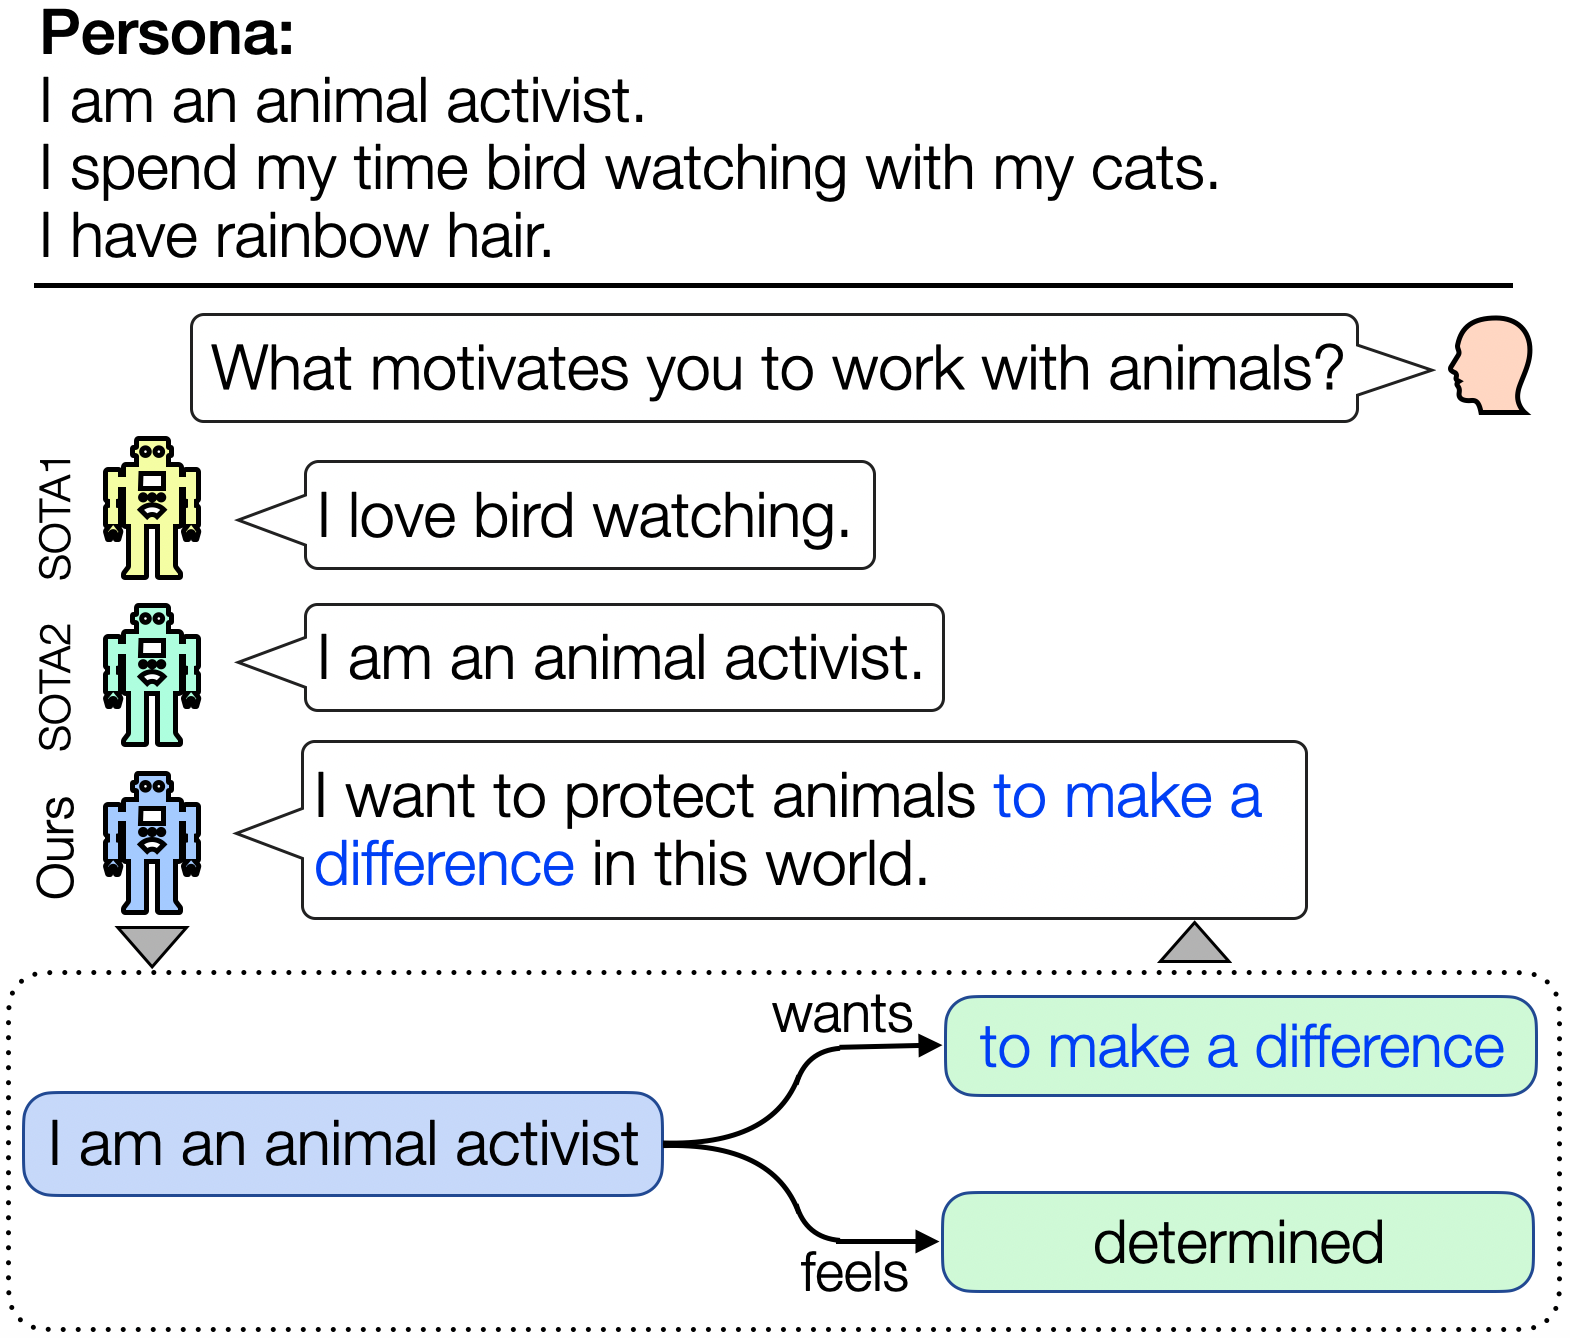 Persona:
I am an animal activist.
I spend my time bird watching with my cats.
I have rainbow hair.
What motivates you to work with animals?
SOTA1
I love bird watching.
SOTA2
I am an animal activist.
Ours
I want to protect animals to make a
difference in this world.
wants
to make a difference
I am an animal activist
feels
determined